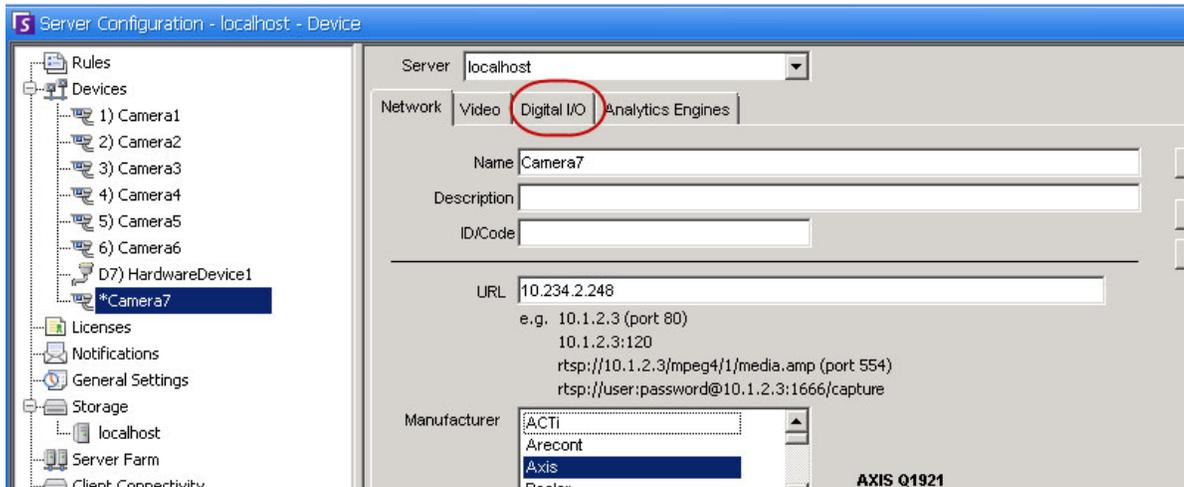 Server Configuration - localhost - Device
Rules
Devices
1) Camera1
2) Camera2
3) Camera3
4) Camera4
5) Camera5
6) Camera6
D7) HardwareDevice1
*Camera7
Licenses
Notifications
General Settings
Storage
localhost
Server Farm
Client Connectivity
Server localhost
Network Video Digital I/O Analytics Engines
Name Camera7
Description
ID/Code
URL 10.234.2.248
e.g. 10.1.2.3 (port 80)
10.1.2.3:120
rtsp://10.1.2.3/mpeg4/1/media.amp (port 554)
rtsp://user:password@10.1.2.3:1666/capture
Manufacturer ACTi
Arecont
Axis
AXIS Q1921